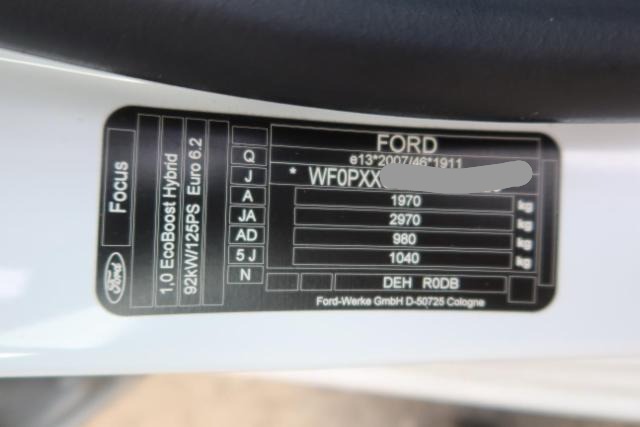 Ford
Focus
1,0 EcoBoost Hybrid
92kW/125PS Euro 6.2
Q
J
A
JA
AD
5 J
N
FORD
e13*2007/46*1911
* WF0PXX
1970 kg
2970 kg
980 kg
1040 kg
DEH R0DB
Ford-Werke GmbH D-50725 Cologne